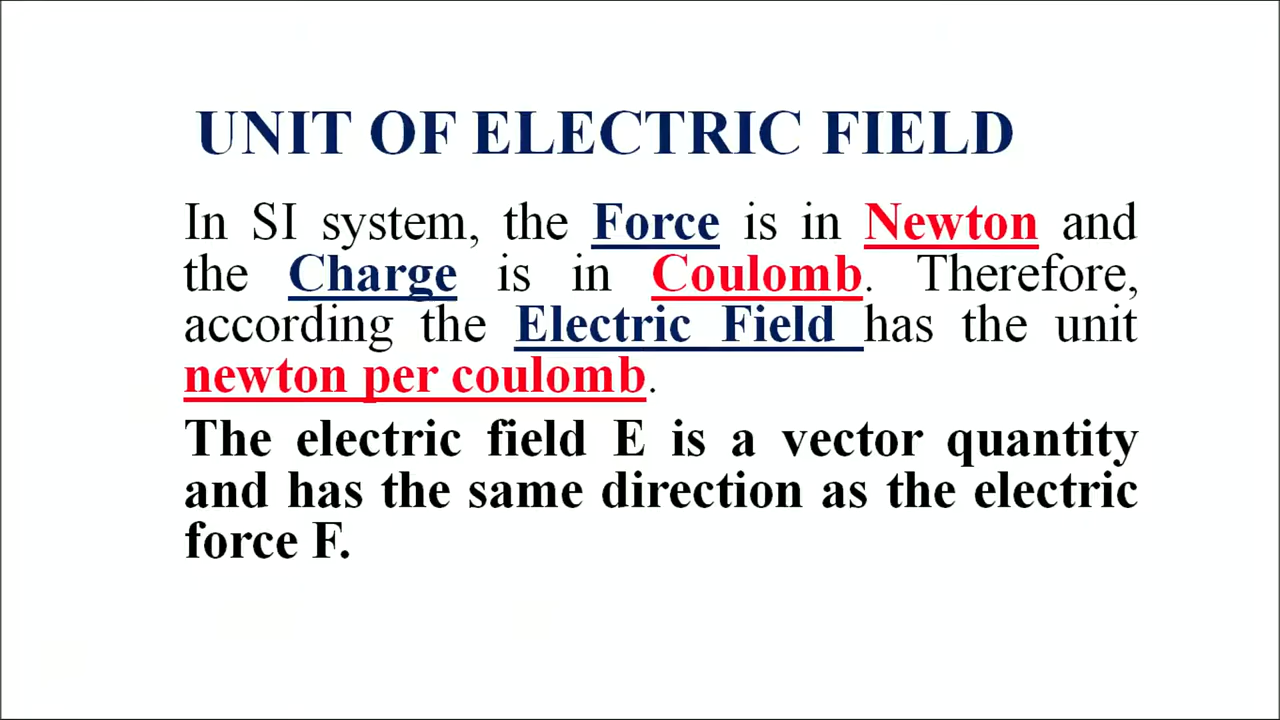 UNIT OF ELECTRIC FIELD
In SI system, the Force is in Newton and
the Charge is in Coulomb. Therefore,
according the Electric Field has the unit
newton per coulomb.
The electric field E is a vector quantity
and has the same direction as the electric
force F.